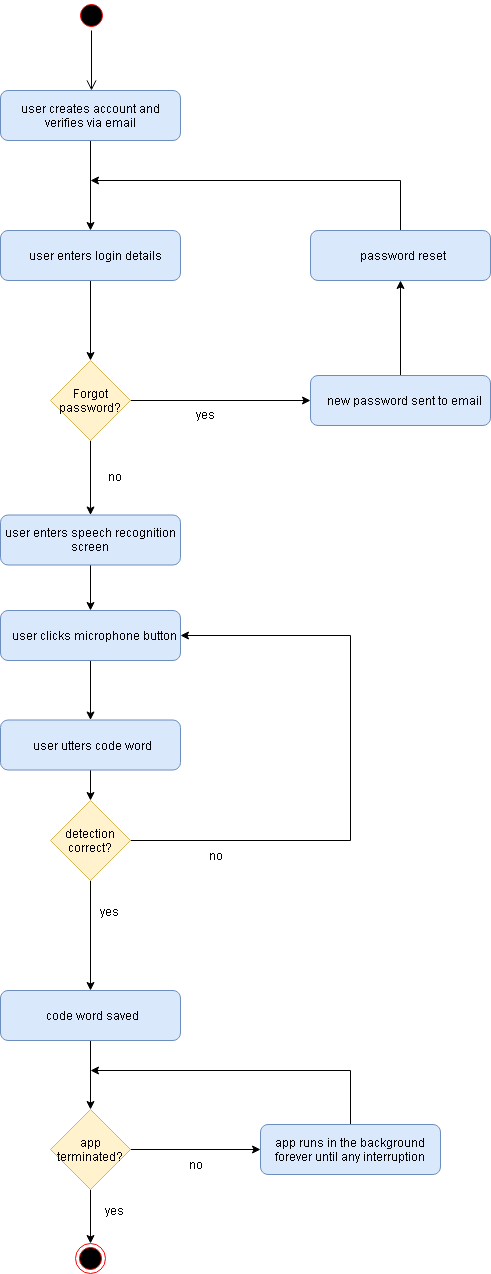 user creates account and
verifies via email
user enters login details
password reset
Forgot
password?
yes
new password sent to email
no
user enters speech recognition
screen
user clicks microphone button
user utters code word
detection
correct?
no
yes
code word saved
app
terminated?
no
app runs in the background
forever until any interruption
yes